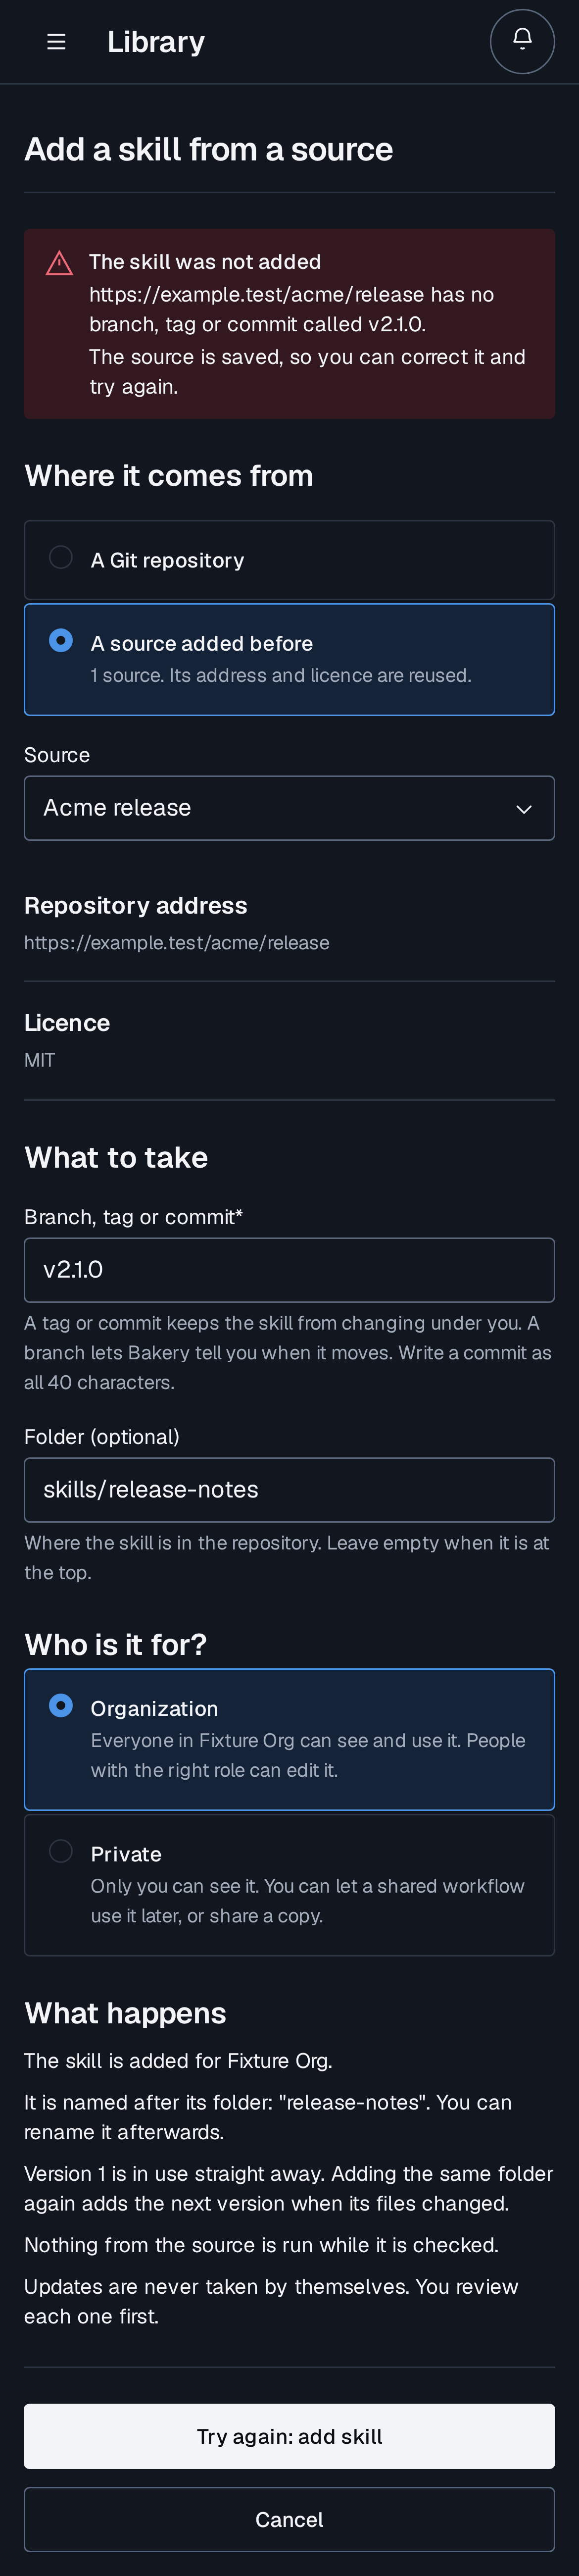 Library
Add a skill from a source
The skill was not added
https://example.test/acme/release has no
branch, tag or commit called v2.1.0.
The source is saved, so you can correct it and
try again.
Where it comes from
A Git repository
A source added before
1 source. Its address and licence are reused.
Source
Acme release
Repository address
https://example.test/acme/release
Licence
MIT
What to take
Branch, tag or commit*
v2.1.0
A tag or commit keeps the skill from changing under you. A
branch lets Bakery tell you when it moves. Write a commit as
all 40 characters.
Folder (optional)
skills/release-notes
Where the skill is in the repository. Leave empty when it is at
the top.
Who is it for?
Organization
Everyone in Fixture Org can see and use it. People
with the right role can edit it.
Private
Only you can see it. You can let a shared workflow
use it later, or share a copy.
What happens
The skill is added for Fixture Org.
It is named after its folder: "release-notes". You can
rename it afterwards.
Version 1 is in use straight away. Adding the same folder
again adds the next version when its files changed.
Nothing from the source is run while it is checked.
Updates are never taken by themselves. You review
each one first.
Try again: add skill
Cancel